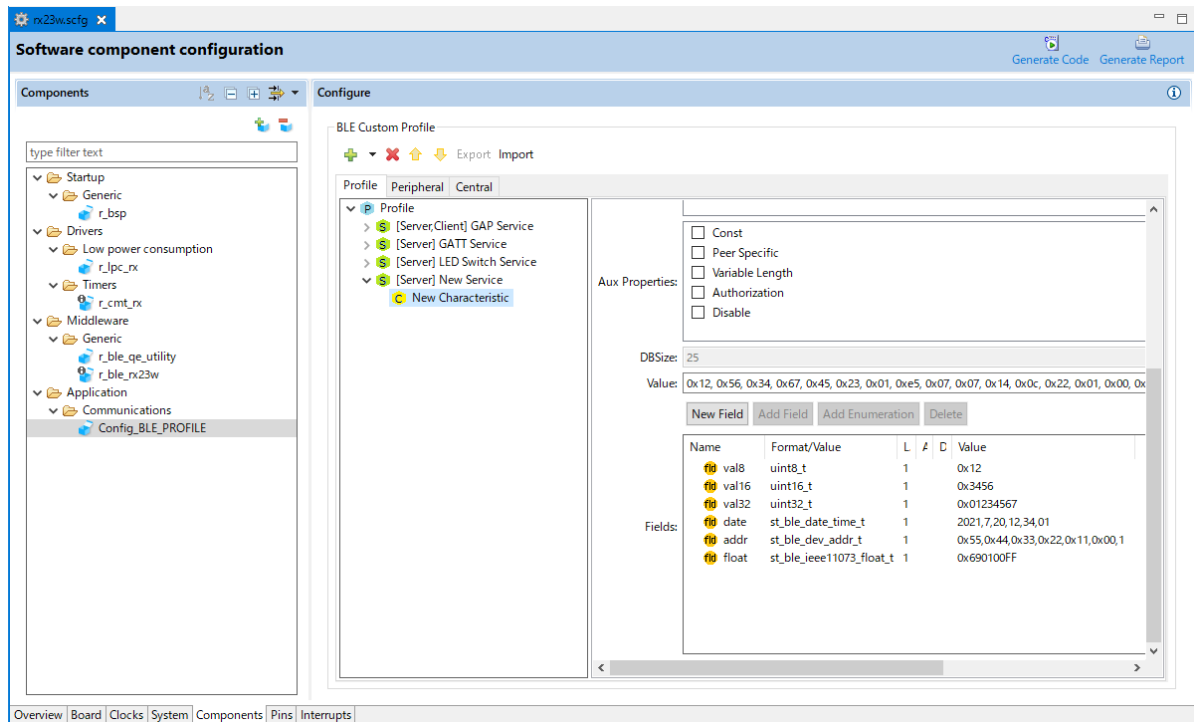 rx23w.scfg
Software component configuration
Generate Code Generate Report
Components
type filter text
Startup
Generic
r_bsp
Drivers
Low power consumption
r_lpc_rx
Timers
r_cmt_rx
Middleware
Generic
r_ble_qe_utility
r_ble_rx23w
Application
Communications
Config_BLE_PROFILE
Configure
BLE Custom Profile
Export Import
Profile Peripheral Central
P Profile
S [Server,Client] GAP Service
S [Server] GATT Service
S [Server] LED Switch Service
S [Server] New Service
C New Characteristic
Aux Properties:
Const
Peer Specific
Variable Length
Authorization
Disable
DBSize: 25
Value: 0x12, 0x56, 0x34, 0x67, 0x45, 0x23, 0x01, 0xe5, 0x07, 0x07, 0x14, 0x0c, 0x22, 0x01, 0x00, 0x
New Field Add Field Add Enumeration Delete
Fields:
Name Format/Value L A D Value
fld val8 uint8_t 1 0x12
fld val16 uint16_t 1 0x3456
fld val32 uint32_t 1 0x01234567
fld date st_ble_date_time_t 1 2021,7,20,12,34,01
fld addr st_ble_dev_addr_t 1 0x55,0x44,0x33,0x22,0x11,0x00,1
fld float st_ble_ieee11073_float_t 1 0x690100FF
Overview Board Clocks System Components Pins Interrupts